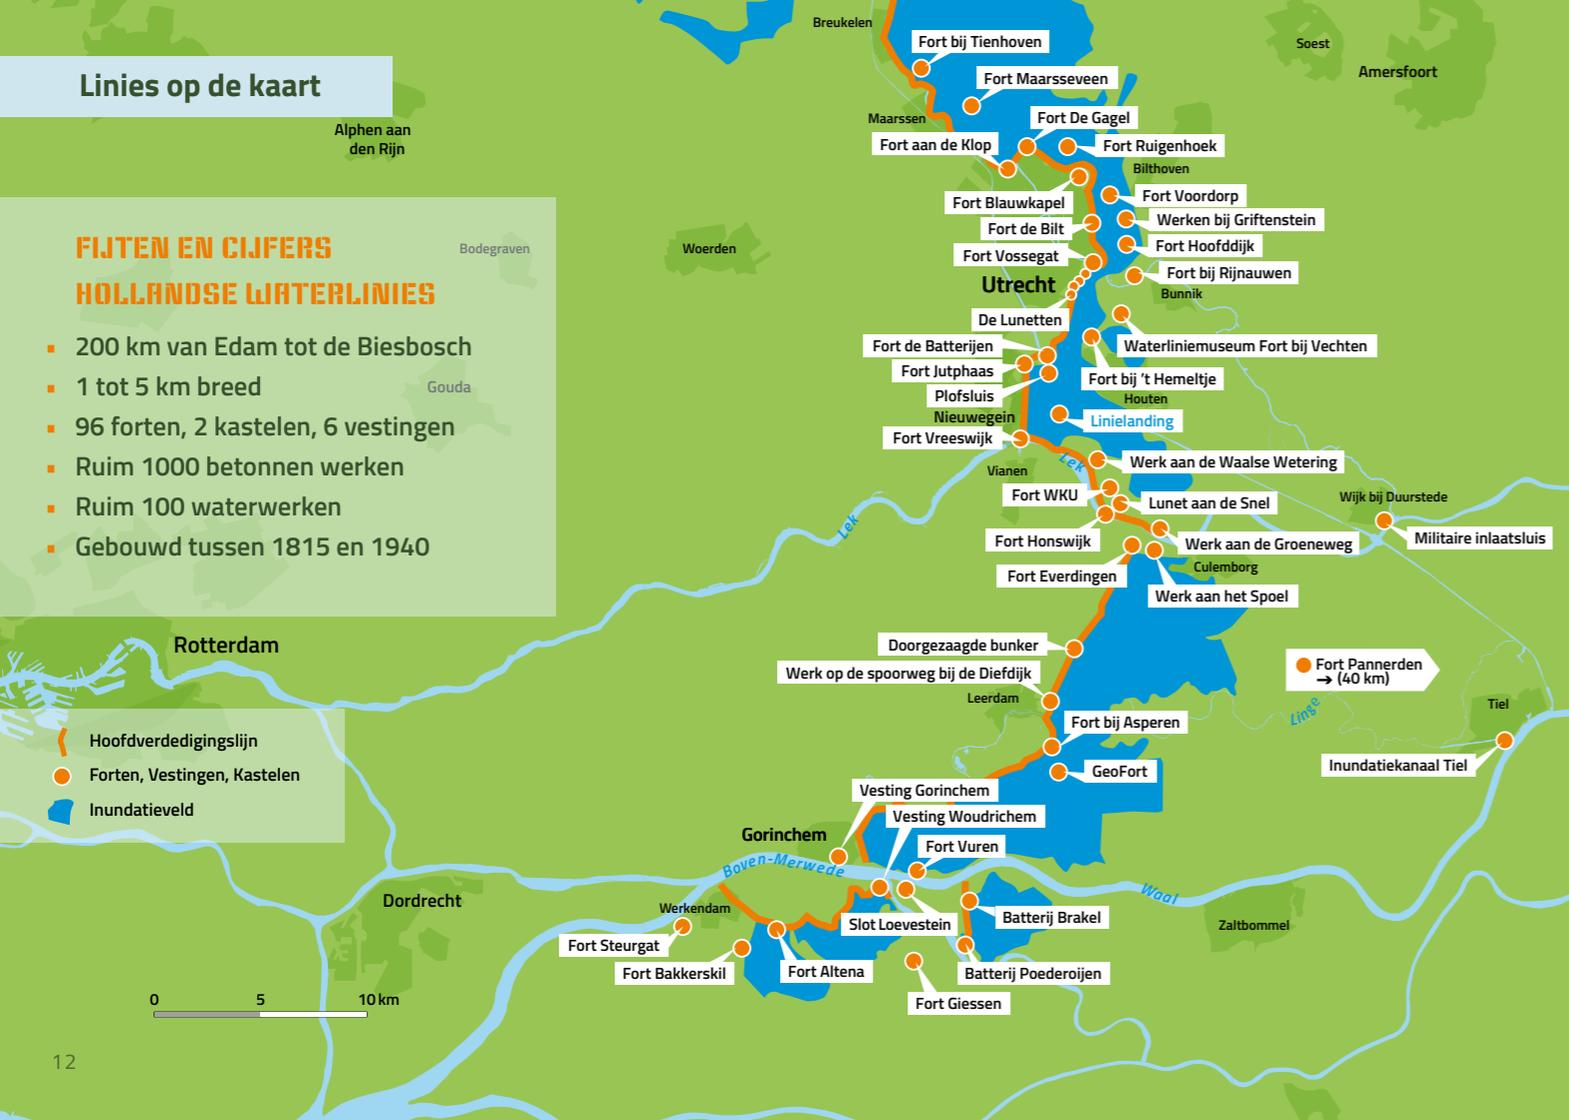 Linies op de kaart
FIJTEN EN CIJFERS
HOLLANDSE WATERLINIES
200 km van Edam tot de Biesbosch
1 tot 5 km breed
96 forten, 2 kastelen, 6 vestingen
Ruim 1000 betonnen werken
Ruim 100 waterwerken
Gebouwd tussen 1815 en 1940
Alphen aan
den Rijn
Bodegraven
Gouda
Woerden
Rotterdam
Hoofdverdedigingslijn
Forten, Vestingen, Kastelen
Inundatieveld
Breukelen
Fort bij Tienhoven
Soest
Amersfoort
Fort Maarsseveen
Maarssen
Fort De Gagel
Fort aan de Klop
Fort Ruigenhoek
Bilthoven
Fort Voordorp
Fort Blauwkapel
Werken bij Griftenstein
Fort de Bilt
Fort Hoofddijk
Fort Vossegat
Fort bij Rijnauwen
Utrecht
Bunnik
De Lunetten
Fort de Batterijen
Waterliniemuseum Fort bij Vechten
Fort Jutphaas
Fort bij ’t Hemeltje
Plofsluis
Houten
Nieuwegein
Linielanding
Fort Vreeswijk
Lek
Werk aan de Waalse Wetering
Vianen
Fort WKU
Lunet aan de Snel
Wijk bij Duurstede
Lek
Militaire inlaatsluis
Fort Honswijk
Werk aan de Groeneweg
Culemborg
Fort Everdingen
Werk aan het Spoel
Doorgezaagde bunker
Werk op de spoorweg bij de Diefdijk
Fort Pannerden
→ (40 km)
Leerdam
Linge
Tiel
Fort bij Asperen
Inundatiekanaal Tiel
GeoFort
Vesting Gorinchem
Vesting Woudrichem
Gorinchem
Fort Vuren
Boven-Merwede
Waal
Dordrecht
Werkendam
Slot Loevestein
Batterij Brakel
Zaltbommel
Fort Steurgat
Fort Bakkerskil
Fort Altena
Batterij Poederoijen
Fort Giessen
0 5 10 km
12